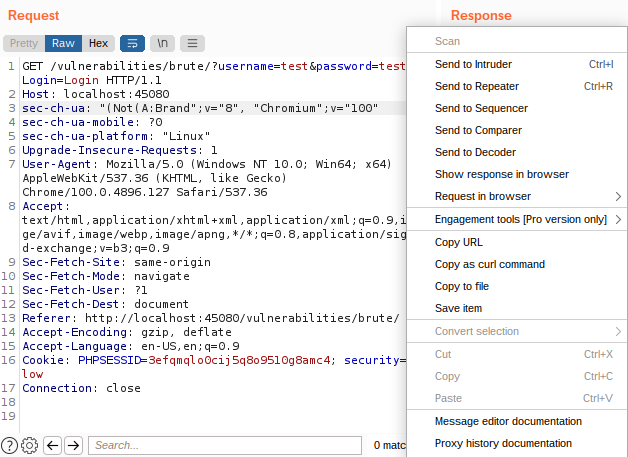 Request
Response
Pretty Raw Hex \n
1 GET /vulnerabilities/brute/?username=test&password=test
Login=Login HTTP/1.1
2 Host: localhost:45080
3 sec-ch-ua: "(Not(A:Brand";v="8", "Chromium";v="100"
4 sec-ch-ua-mobile: ?0
5 sec-ch-ua-platform: "Linux"
6 Upgrade-Insecure-Requests: 1
7 User-Agent: Mozilla/5.0 (Windows NT 10.0; Win64; x64)
AppleWebKit/537.36 (KHTML, like Gecko)
Chrome/100.0.4896.127 Safari/537.36
8 Accept:
text/html,application/xhtml+xml,application/xml;q=0.9,i
ge/avif,image/webp,image/apng,*/*;q=0.8,application/sig
d-exchange;v=b3;q=0.9
9 Sec-Fetch-Site: same-origin
10 Sec-Fetch-Mode: navigate
11 Sec-Fetch-User: ?1
12 Sec-Fetch-Dest: document
13 Referer: http://localhost:45080/vulnerabilities/brute/
14 Accept-Encoding: gzip, deflate
15 Accept-Language: en-US,en;q=0.9
16 Cookie: PHPSESSID=3efqmqlo0cij5q8o9510g8amc4; security=
low
17 Connection: close
18
19
Search...
0 matc
Scan
Send to Intruder Ctrl+I
Send to Repeater Ctrl+R
Send to Sequencer
Send to Comparer
Send to Decoder
Show response in browser
Request in browser
Engagement tools [Pro version only]
Copy URL
Copy as curl command
Copy to file
Save item
Convert selection
Cut Ctrl+X
Copy Ctrl+C
Paste Ctrl+V
Message editor documentation
Proxy history documentation